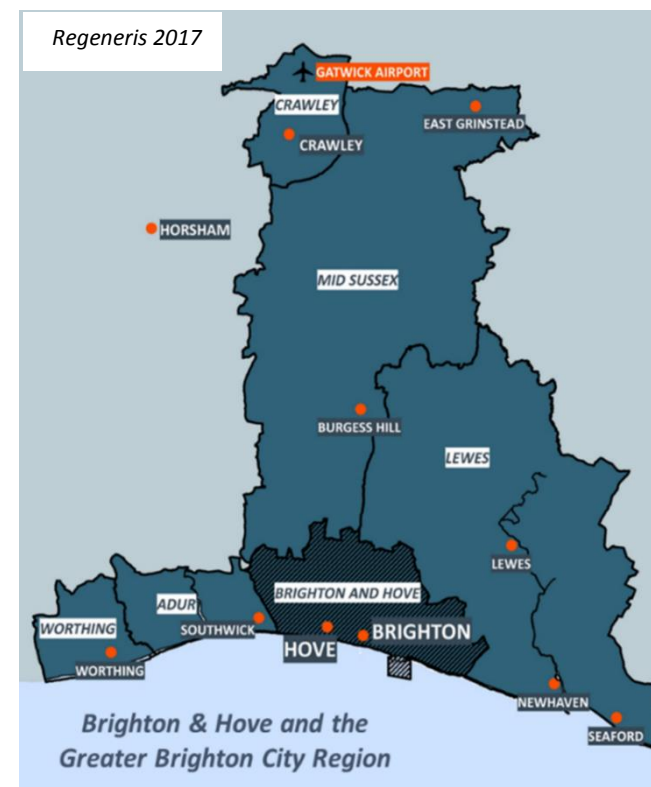 Regeneris 2017
GATWICK AIRPORT
CRAWLEY
EAST GRINSTEAD
CRAWLEY
HORSHAM
MID SUSSEX
BURGESS HILL
LEWES
LEWES
BRIGHTON AND HOVE
ADUR
WORTHING
SOUTHWICK
BRIGHTON
HOVE
WORTHING
NEWHAVEN
SEAFORD
Brighton & Hove and the
Greater Brighton City Region